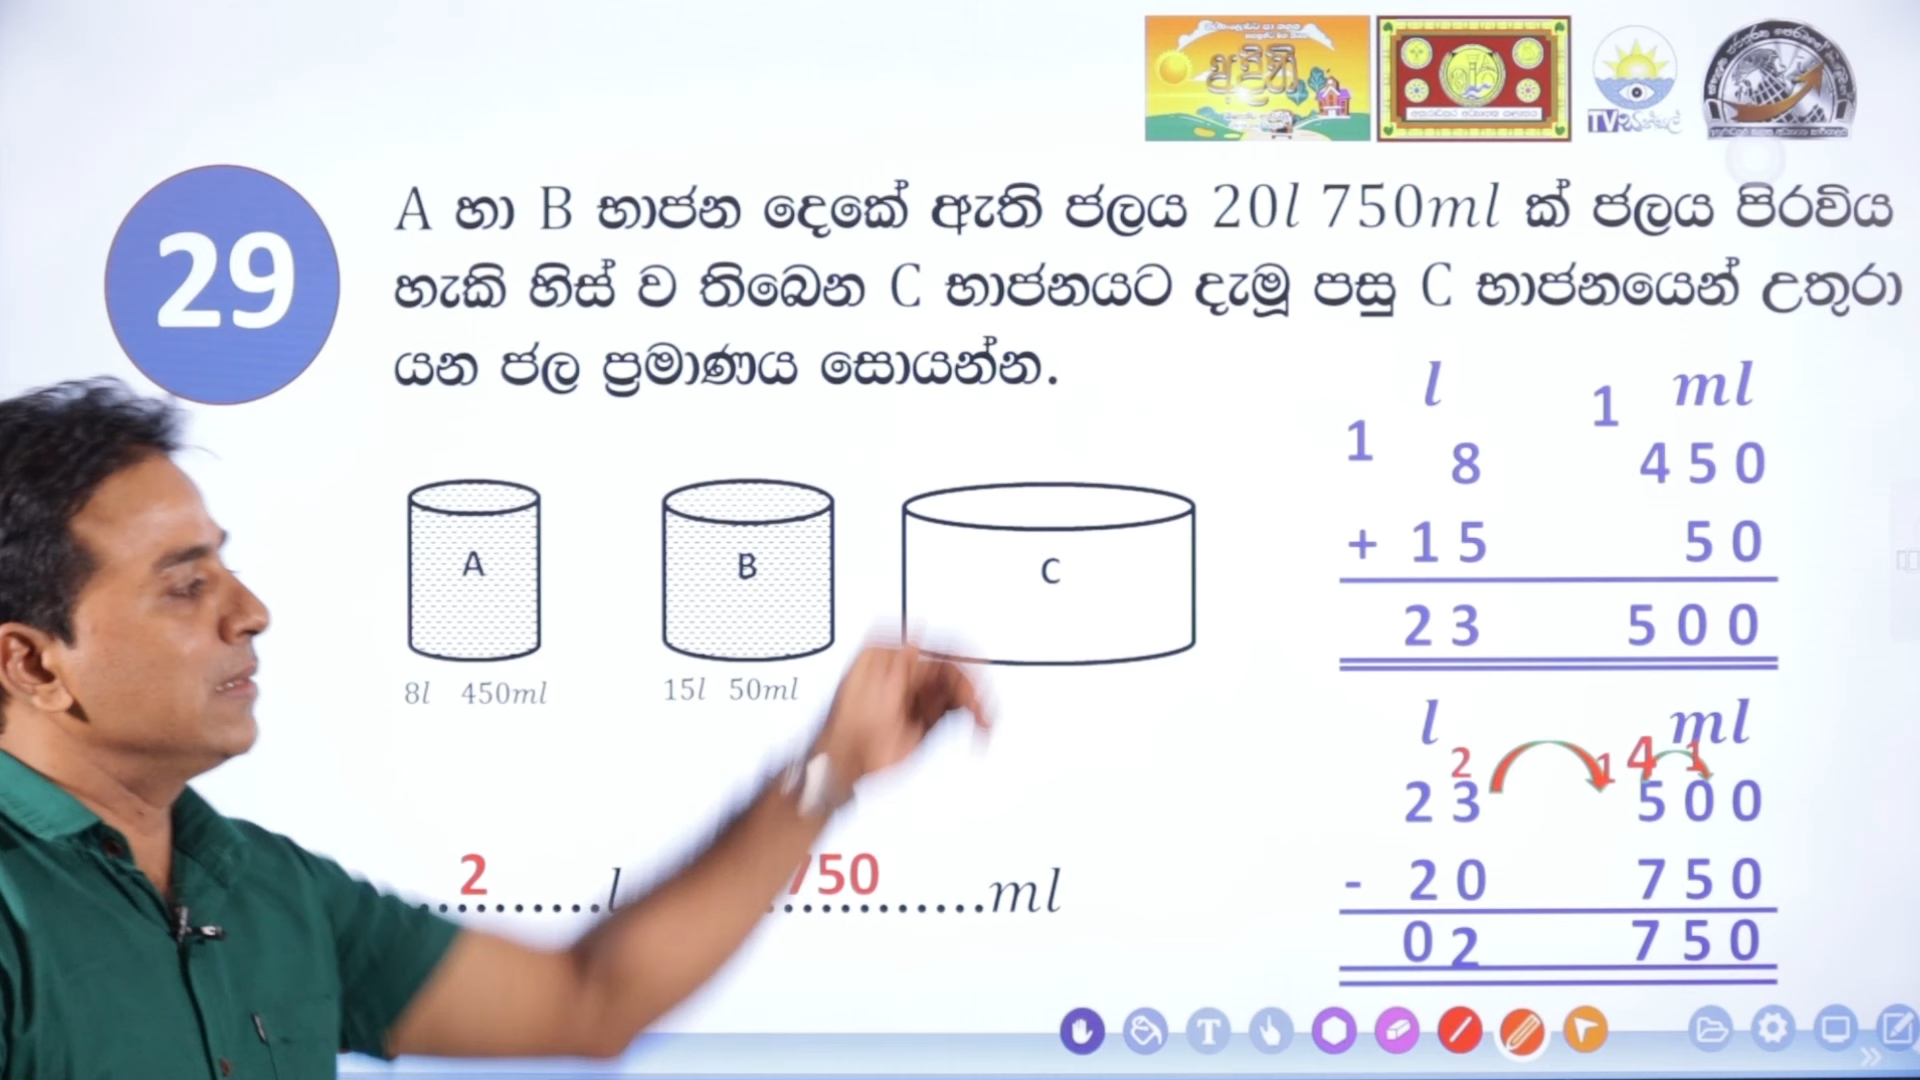 TV
29
A හා B භාජන දෙකේ ඇති ජලය 20l 750ml ක් ජලය පිරවිය
හැකි හිස් ව තිබෙන C භාජනයට දැමූ පසු C භාජනයෙන් උතුරා
යන ජල ප්‍රමාණය සොයන්න.
A
B
C
8l 450ml
15l 50ml
2 .........l 750 ............ml
l ml
1 1
8 450
+ 15 50
23 500
l ml
2 1 4 1
23 500
- 20 750
02 750
T